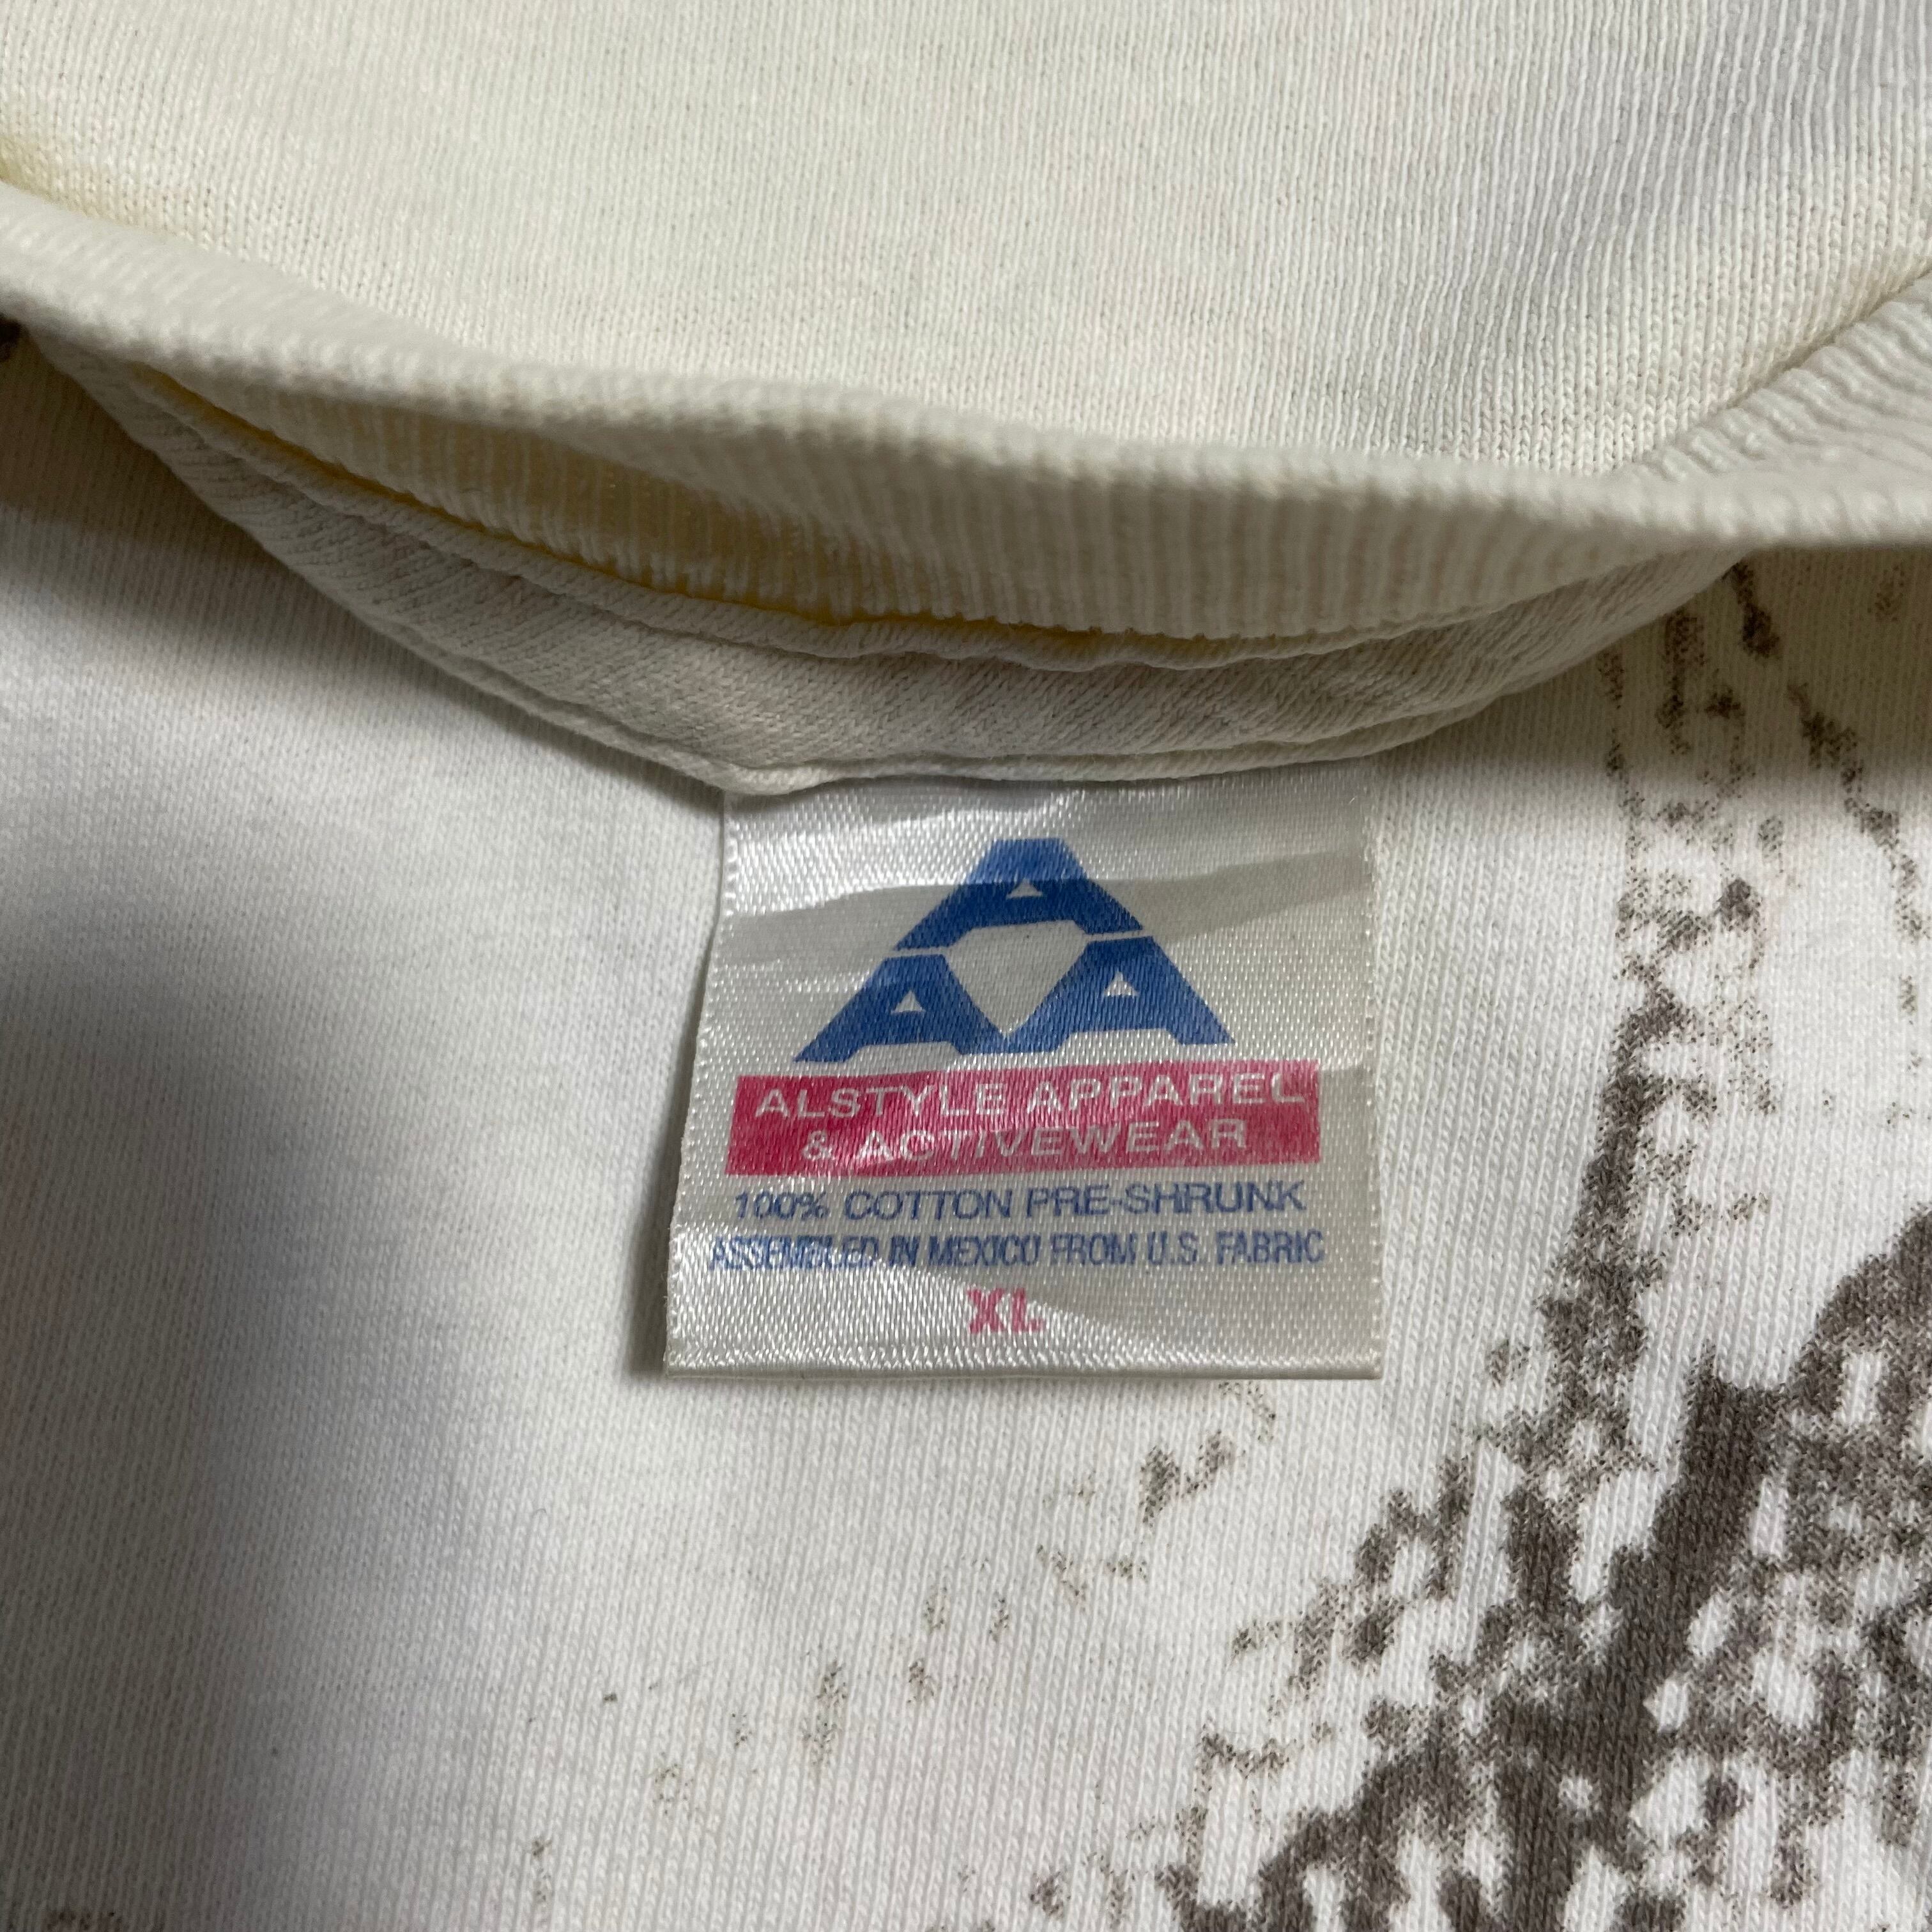 A
A A
ALSTYLE APPAREL
& ACTIVEWEAR
100% COTTON PRE-SHRUNK
ASSEMBLED IN MEXICO FROM U.S. FABRIC
XL